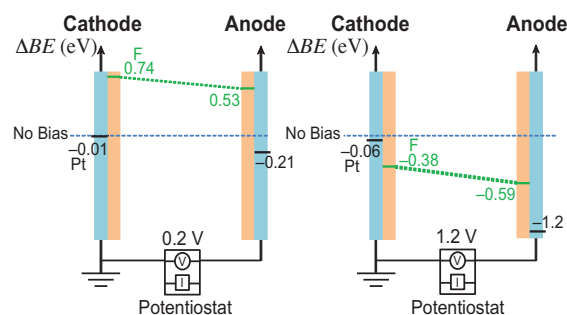 Cathode
Anode
ΔBE (eV)
F
0.74
0.53
No Bias
–0.01
Pt
–0.21
0.2 V
V
I
Potentiostat
Cathode
Anode
ΔBE (eV)
No Bias
–0.06
Pt
F
–0.38
–0.59
–1.2
1.2 V
V
I
Potentiostat